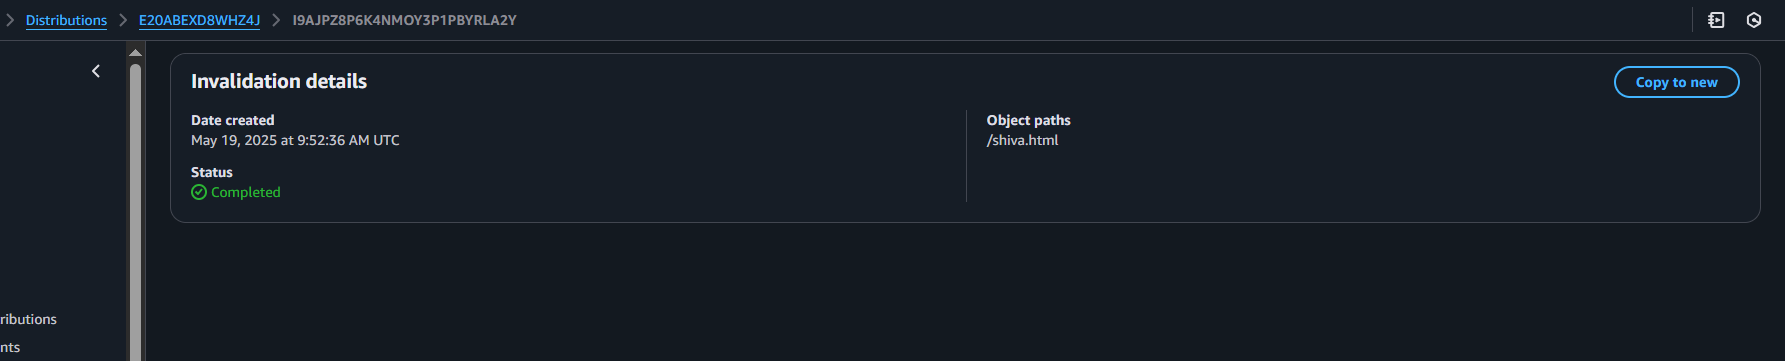 Distributions > E20ABEXD8WHZ4J > I9AJPZ8P6K4NMOY3P1PBYRLA2Y
Invalidation details
Copy to new
Date created
May 19, 2025 at 9:52:36 AM UTC
Object paths
/shiva.html
Status
Completed
ributions
nts